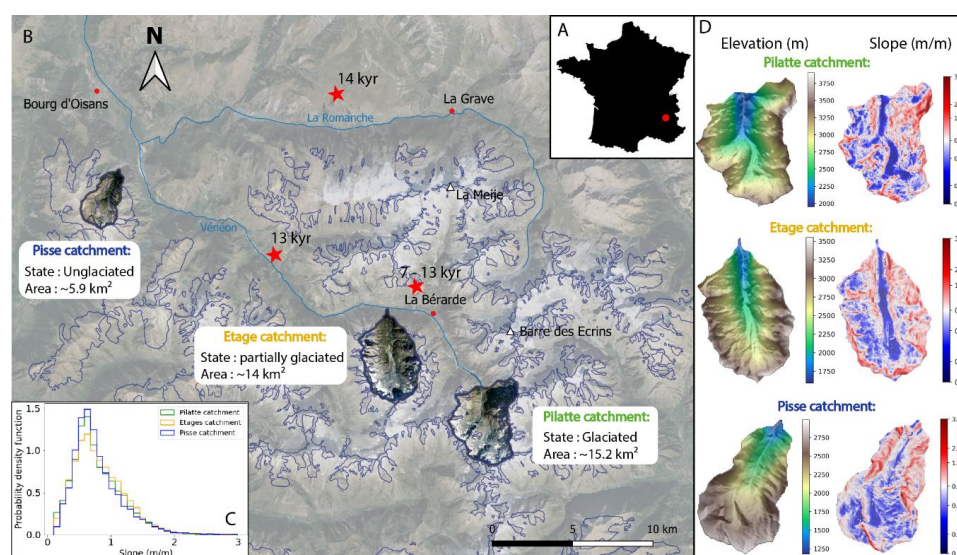 B
N
14 kyr
Bourg d'Oisans
La Grave
La Romanche
La Meije
Vénéon
13 kyr
Pisse catchment:
State : Unglaciated
Area : ~5.9 km²
7 - 13 kyr
La Bérarde
Etage catchment:
State : partially glaciated
Area : ~14 km²
Barre des Ecrins
Pilatte catchment:
State : Glaciated
Area : ~15.2 km²
0 5 10 km
A
C
Probability density function
1.5
1.0
0.5
0.0
Pilatte catchment
Etages catchment
Pisse catchment
0 1 2 3
Slope (m/m)
D
Elevation (m) Slope (m/m)
Pilatte catchment:
3750
3500
3250
3000
2750
2500
2250
2000
Etage catchment:
3500
3250
3000
2750
2500
2250
2000
1750
Pisse catchment:
2750
2500
2250
2000
1750
1500
1250